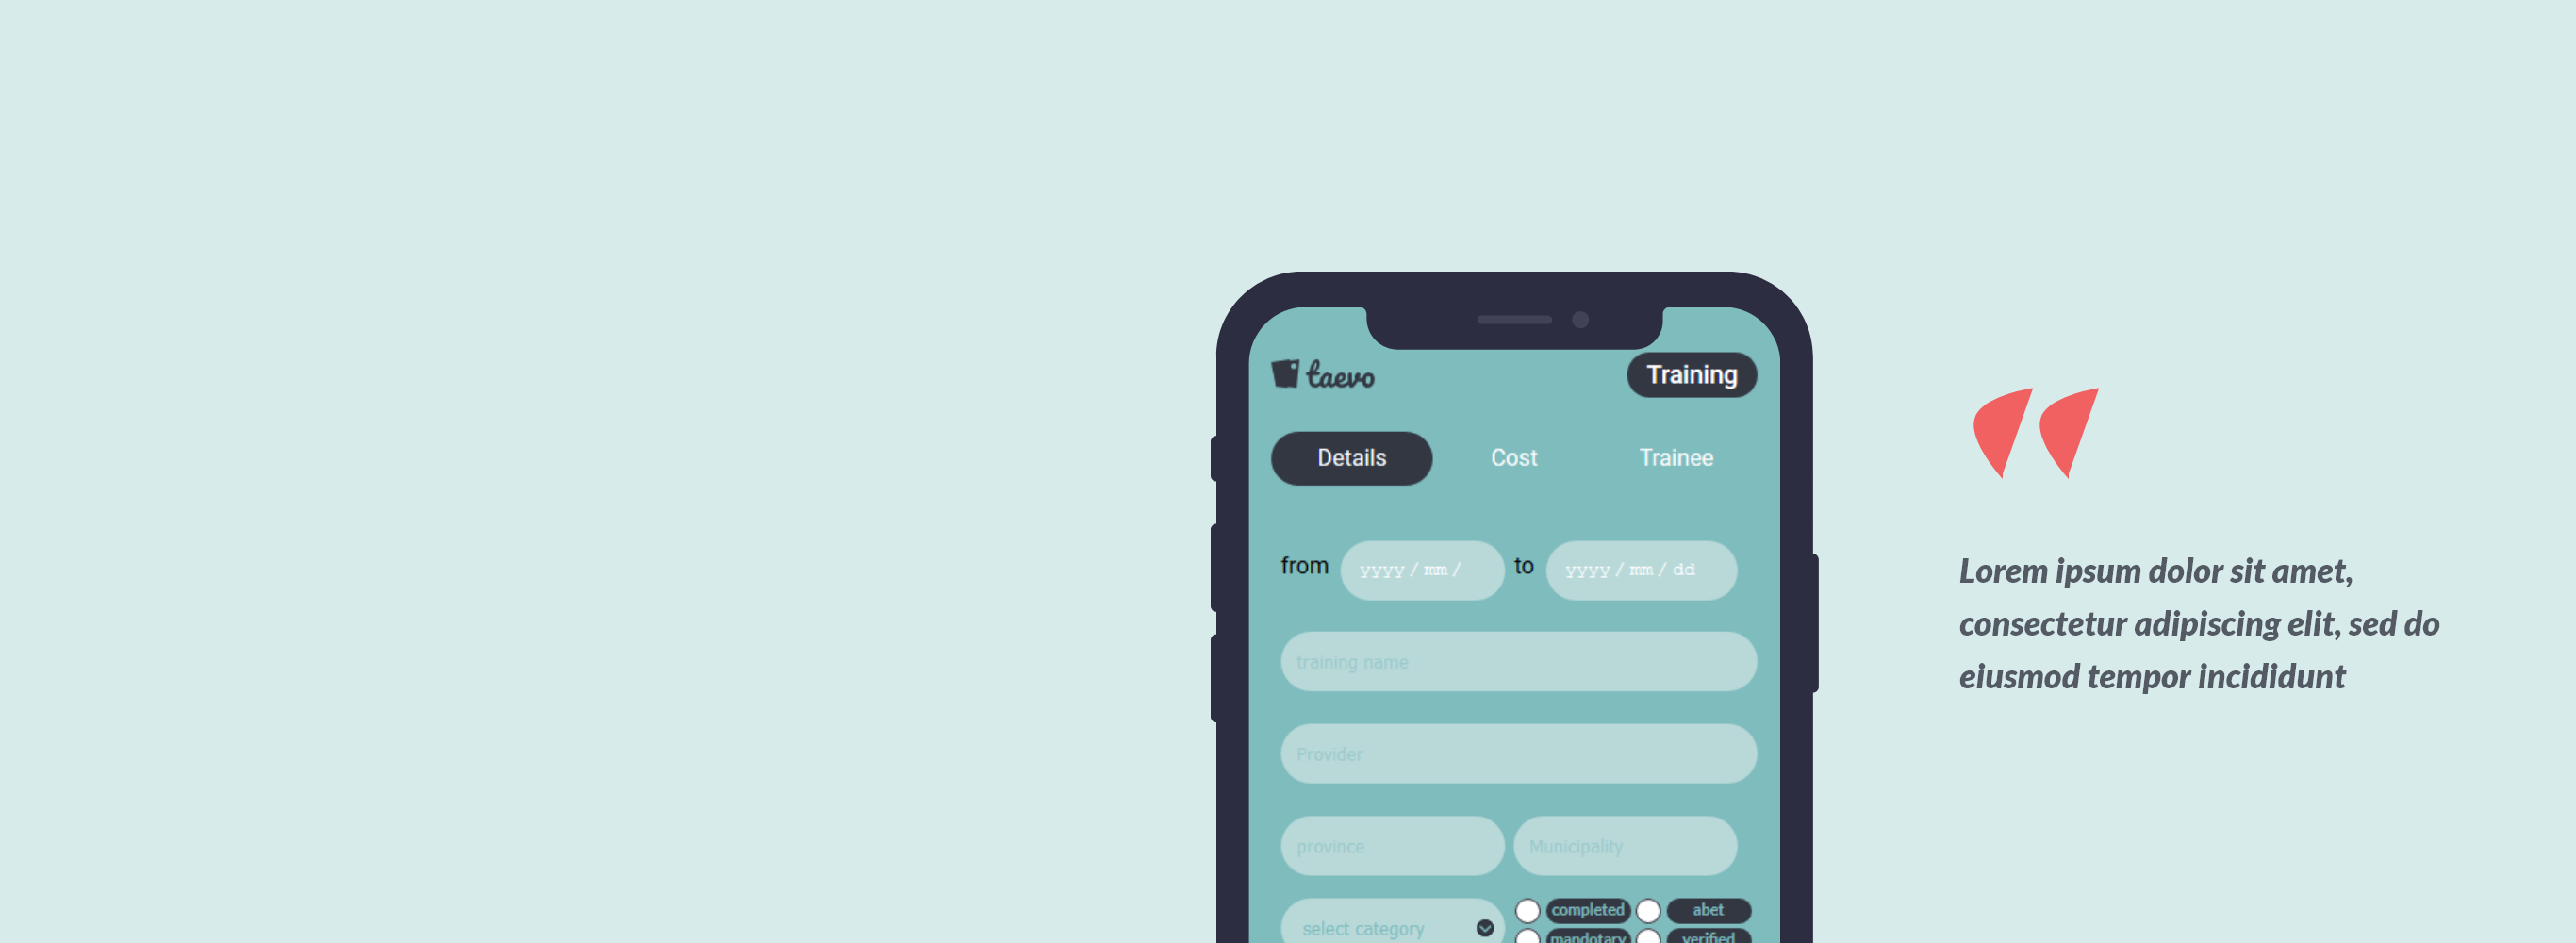 taevo
Training
Details Cost Trainee
from yyyy / mm / to yyyy / mm / dd
training name
Provider
province Municipality
completed abet
select category
mandotary verified
Lorem ipsum dolor sit amet,
consectetur adipiscing elit, sed do
eiusmod tempor incididunt